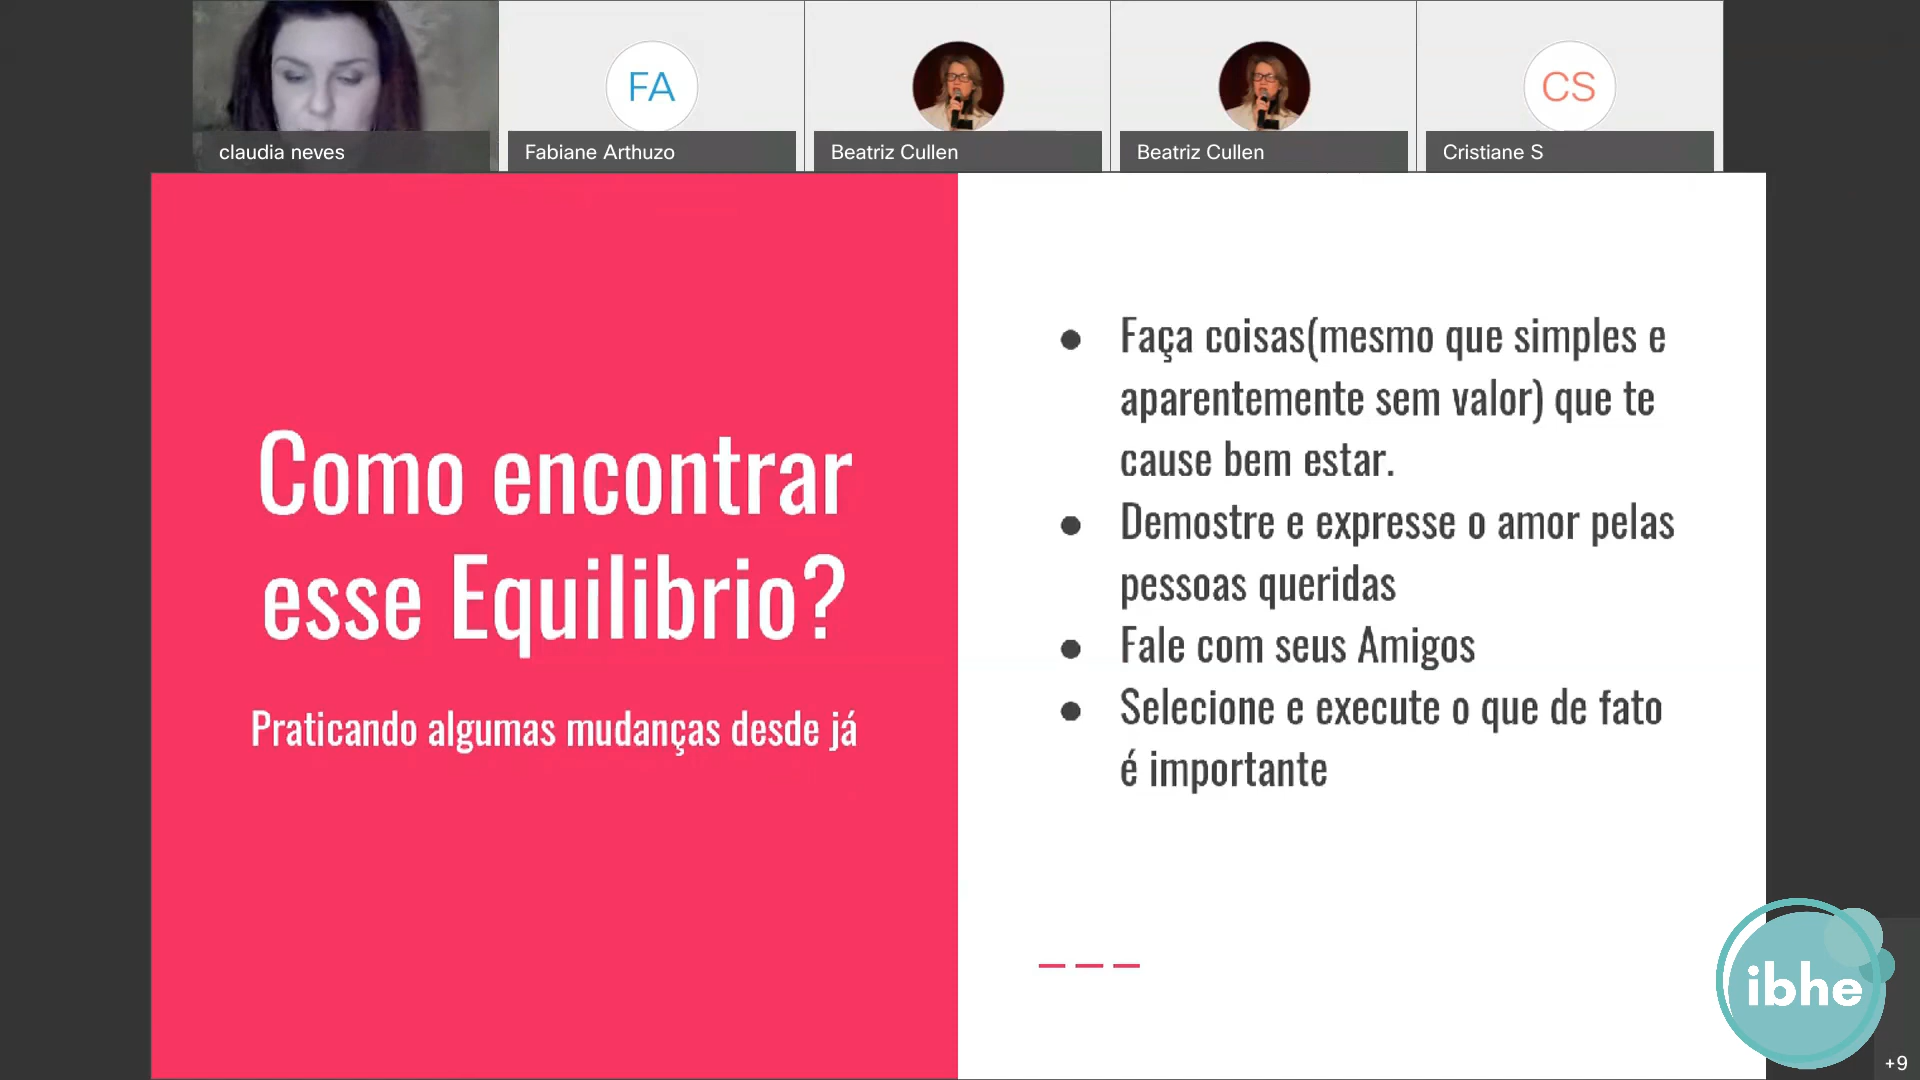 claudia neves
FA
Fabiane Arthuzo
Beatriz Cullen
Beatriz Cullen
CS
Cristiane S
Como encontrar
esse Equilibrio?
Praticando algumas mudanças desde já
● Faça coisas(mesmo que simples e
aparentemente sem valor) que te
cause bem estar.
● Demostre e expresse o amor pelas
pessoas queridas
● Fale com seus Amigos
● Selecione e execute o que de fato
é importante
ibhe
+9